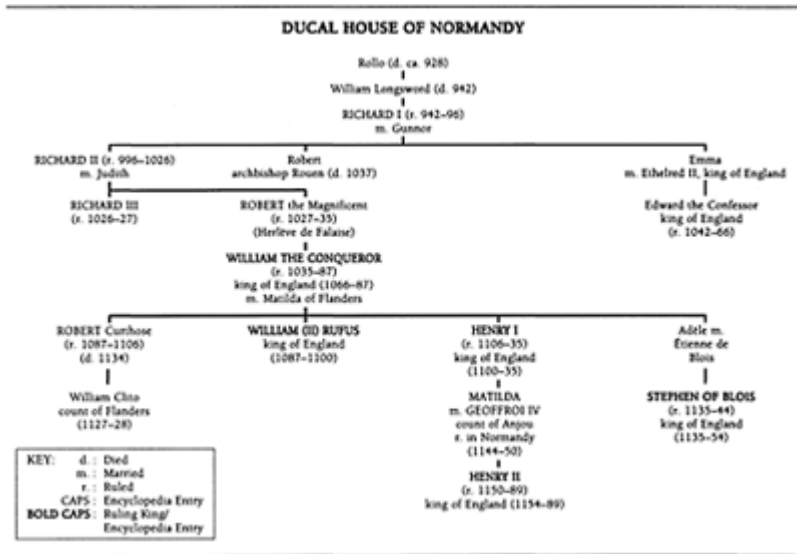 DUCAL HOUSE OF NORMANDY
Rollo (d. ca. 928)
William Longsword (d. 942)
RICHARD I (r. 942–96)
m. Gunnor
RICHARD II (r. 996–1026)
m. Judith
Robert
archbishop Rouen (d. 1037)
Emma
m. Ethelred II, king of England
RICHARD III
(r. 1026–27)
ROBERT the Magnificent
(r. 1027–35)
(Herlève de Falaise)
Edward the Confessor
king of England
(r. 1042–66)
WILLIAM THE CONQUEROR
(r. 1035–87)
king of England (1066–87)
m. Matilda of Flanders
ROBERT Curthose
(r. 1087–1106)
(d. 1134)
WILLIAM (II) RUFUS
king of England
(1087–1100)
HENRY I
(r. 1106–35)
king of England
(1100–35)
Adèle m.
Étienne de
Blois
William Clito
count of Flanders
(1127–28)
MATILDA
m. GEOFFROI IV
count of Anjou
r. in Normandy
(1144–50)
STEPHEN OF BLOIS
(r. 1135–44)
king of England
(1135–54)
HENRY II
(r. 1150–89)
king of England (1154–89)
KEY: d. : Died
m. : Married
r. : Ruled
CAPS : Encyclopedia Entry
BOLD CAPS : Ruling King/
Encyclopedia Entry